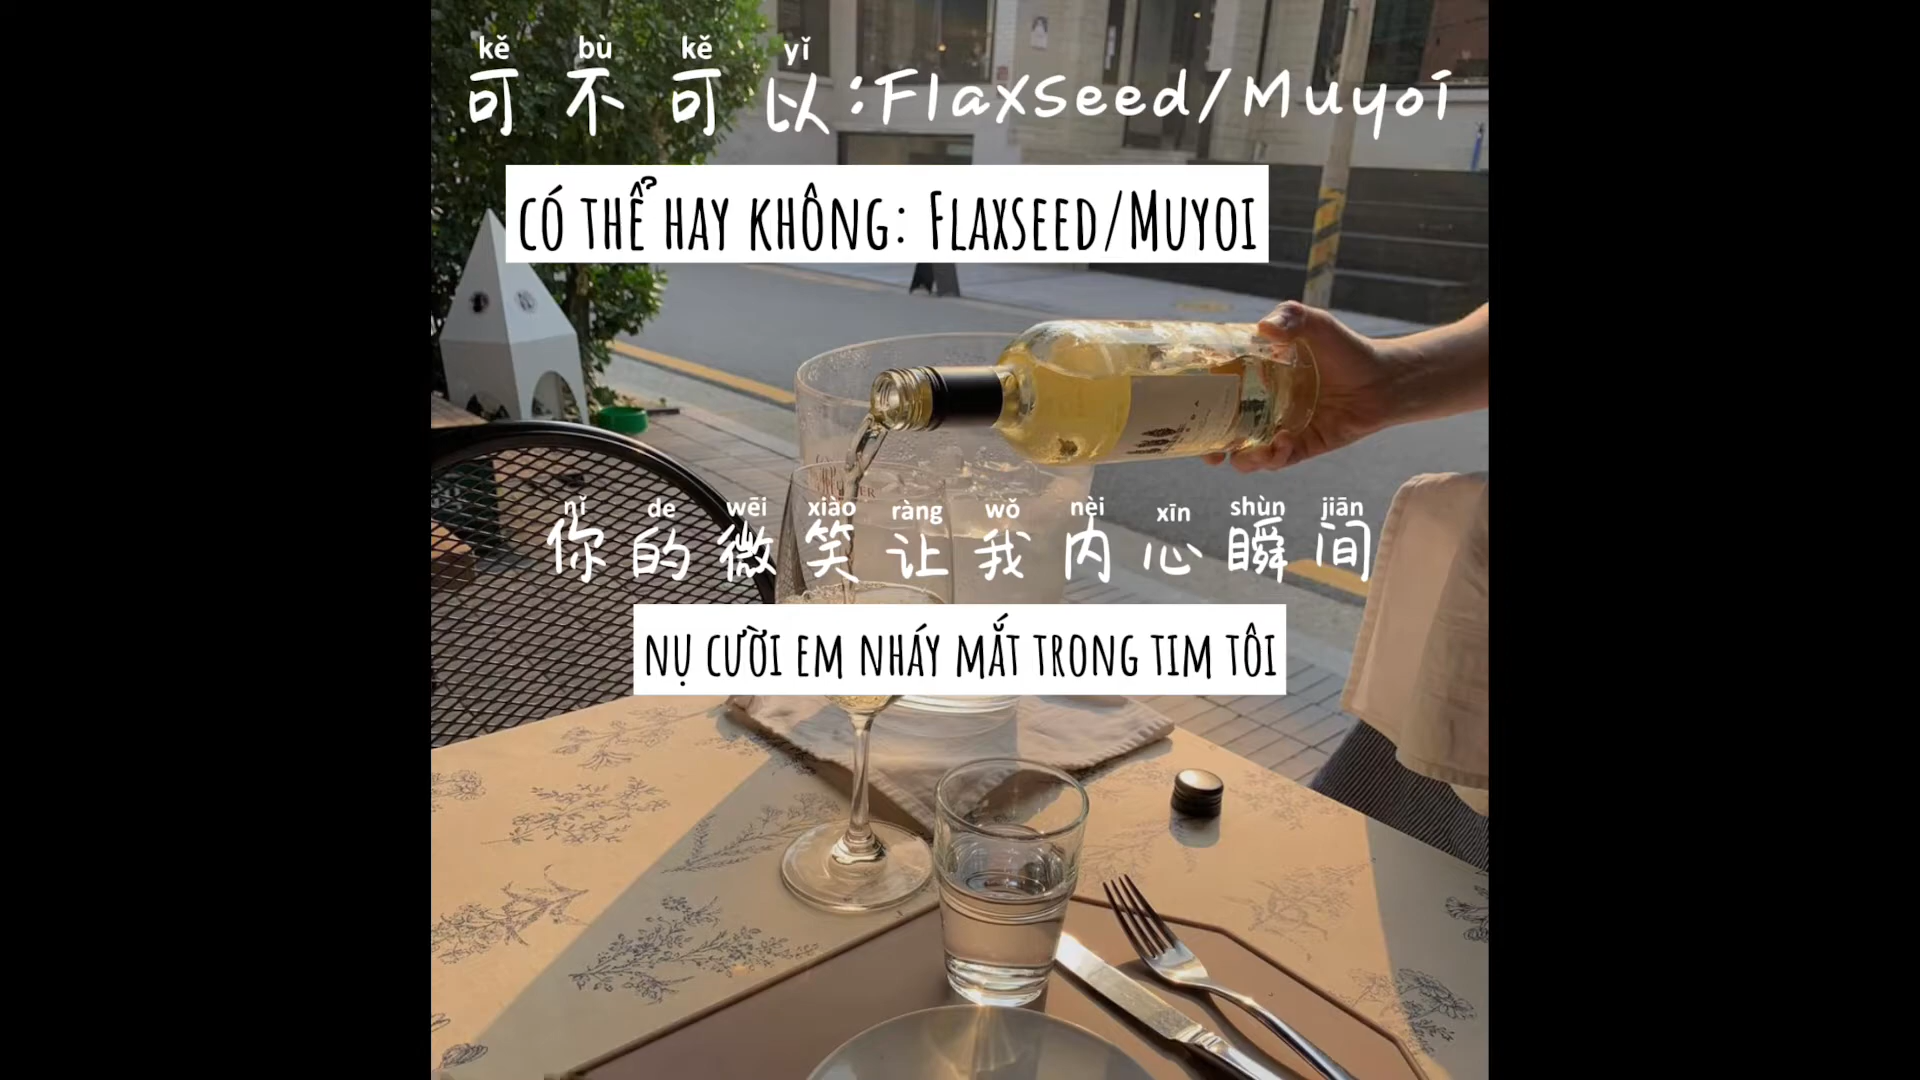 kě bù kě yǐ
可不可以:FlaxSeed/Muyoi
có thể hay không: Flaxseed/Muyoi
nǐ de wēi xiào ràng wǒ nèi xīn shùn jiān
你的微笑让我内心瞬间
nụ cười em nháy mắt trong tim tôi